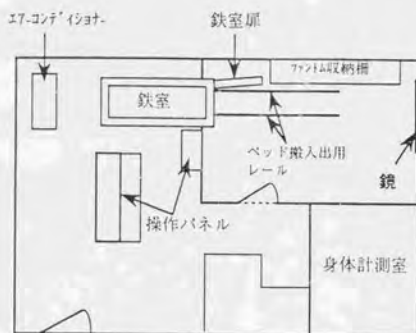 エアーコンディショナー
鉄室扉
ファントム収納棚
鉄室
ベッド搬入出用
レール
鏡
操作パネル
身体計測室